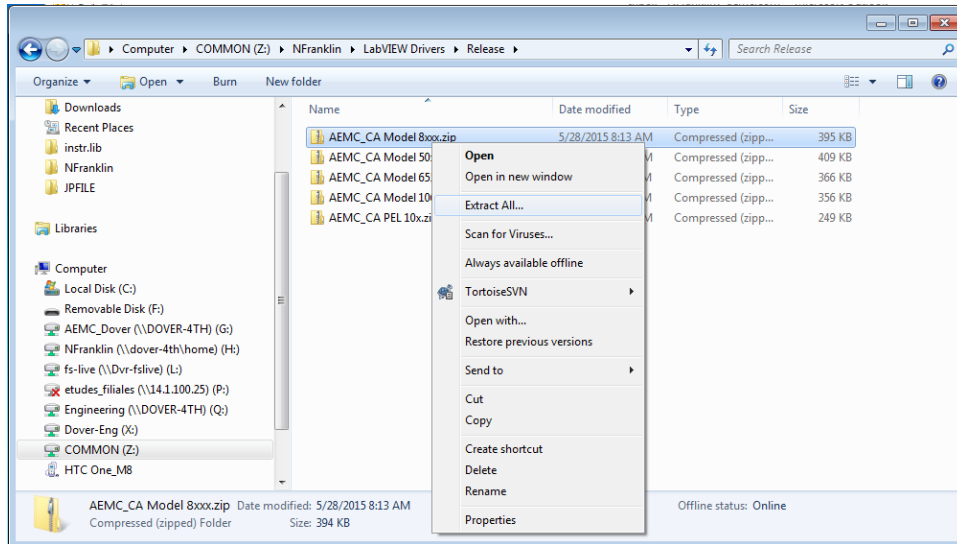 Computer ▸ COMMON (Z:) ▸ NFranklin ▸ LabVIEW Drivers ▸ Release ▸
Search Release
Organize Open Burn New folder
Downloads
Recent Places
instr.lib
NFranklin
JPFILE
Libraries
Computer
Local Disk (C:)
Removable Disk (F:)
AEMC_Dover (\\DOVER-4TH) (G:)
NFranklin (\\dover-4th\home) (H:)
fs-live (\\Dvr-fslive) (L:)
etudes_filiales (\\14.1.100.25) (P:)
Engineering (\\DOVER-4TH) (Q:)
Dover-Eng (X:)
COMMON (Z:)
HTC One_M8
Name Date modified Type Size
AEMC_CA Model 8xxx.zip 5/28/2015 8:13 AM Compressed (zipp... 395 KB
AEMC_CA Model 50 M Compressed (zipp... 409 KB
AEMC_CA Model 65 M Compressed (zipp... 366 KB
AEMC_CA Model 10 M Compressed (zipp... 356 KB
AEMC_CA PEL 10x.zi M Compressed (zipp... 249 KB
Open
Open in new window
Extract All...
Scan for Viruses...
Always available offline
TortoiseSVN
Open with...
Restore previous versions
Send to
Cut
Copy
Create shortcut
Delete
Rename
Properties
AEMC_CA Model 8xxx.zip Date modified: 5/28/2015 8:13 AM Offline status: Online
Compressed (zipped) Folder Size: 394 KB